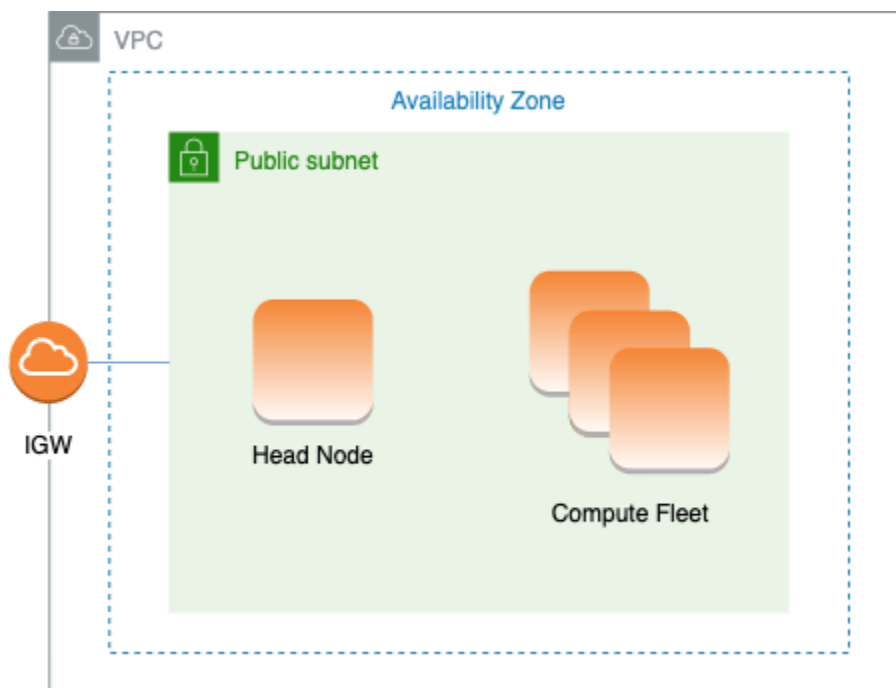 VPC
Availability Zone
Public subnet
IGW
Head Node
Compute Fleet